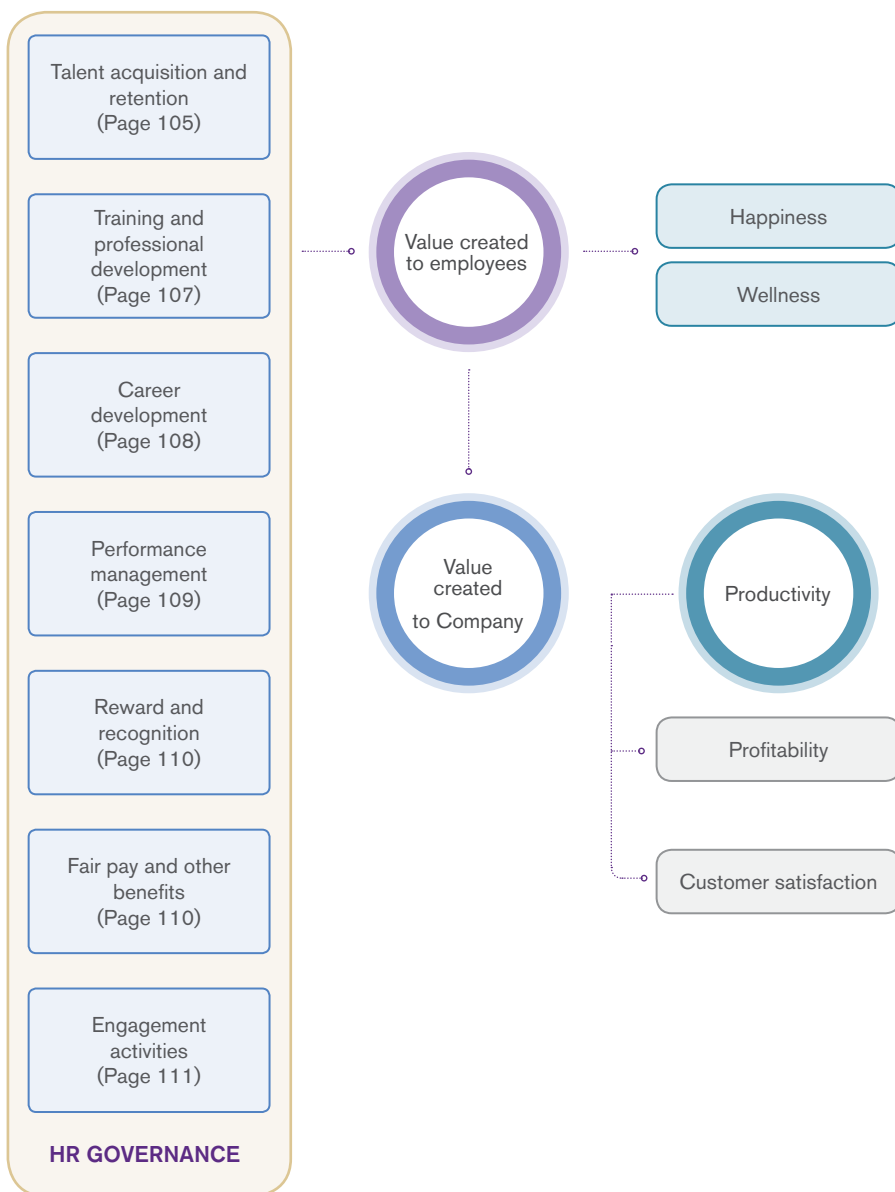 Talent acquisition and
retention
(Page 105)
Training and
professional
development
(Page 107)
Career
development
(Page 108)
Performance
management
(Page 109)
Reward and
recognition
(Page 110)
Fair pay and other
benefits
(Page 110)
Engagement
activities
(Page 111)
HR GOVERNANCE
Value created
to employees
Happiness
Wellness
Value
created
to Company
Productivity
Profitability
Customer satisfaction